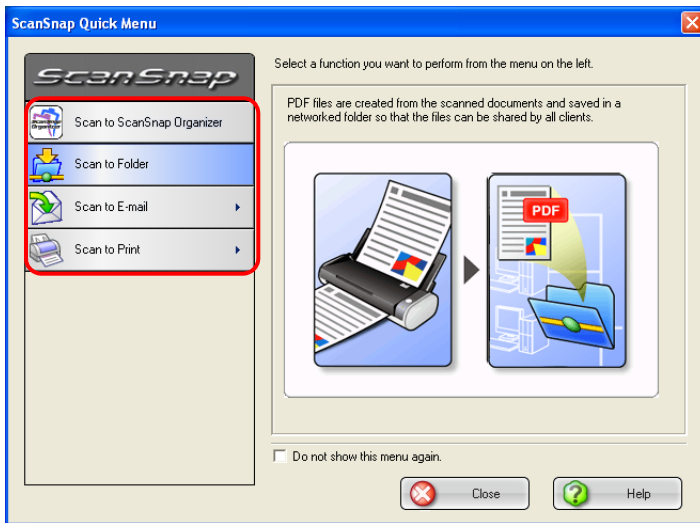 ScanSnap Quick Menu
ScanSnap
Scan to ScanSnap Organizer
Scan to Folder
Scan to E-mail
Scan to Print
Select a function you want to perform from the menu on the left.
PDF files are created from the scanned documents and saved in a
networked folder so that the files can be shared by all clients.
PDF
Do not show this menu again.
Close
Help